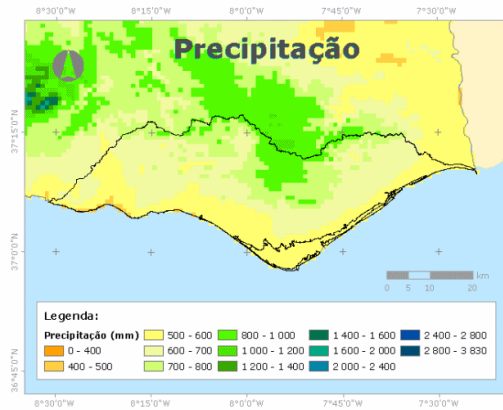 8°30'0"W 8°15'0"W 8°0'0"W 7°45'0"W 7°30'0"W
Precipitação
37°15'0"N
37°0'0"N
36°45'0"N
km
0 5 10 20
Legenda:
Precipitação (mm)
0 - 400
400 - 500
500 - 600
600 - 700
700 - 800
800 - 1 000
1 000 - 1 200
1 200 - 1 400
1 400 - 1 600
1 600 - 2 000
2 000 - 2 400
2 400 - 2 800
2 800 - 3 830
8°30'0"W 8°15'0"W 8°0'0"W 7°45'0"W 7°30'0"W